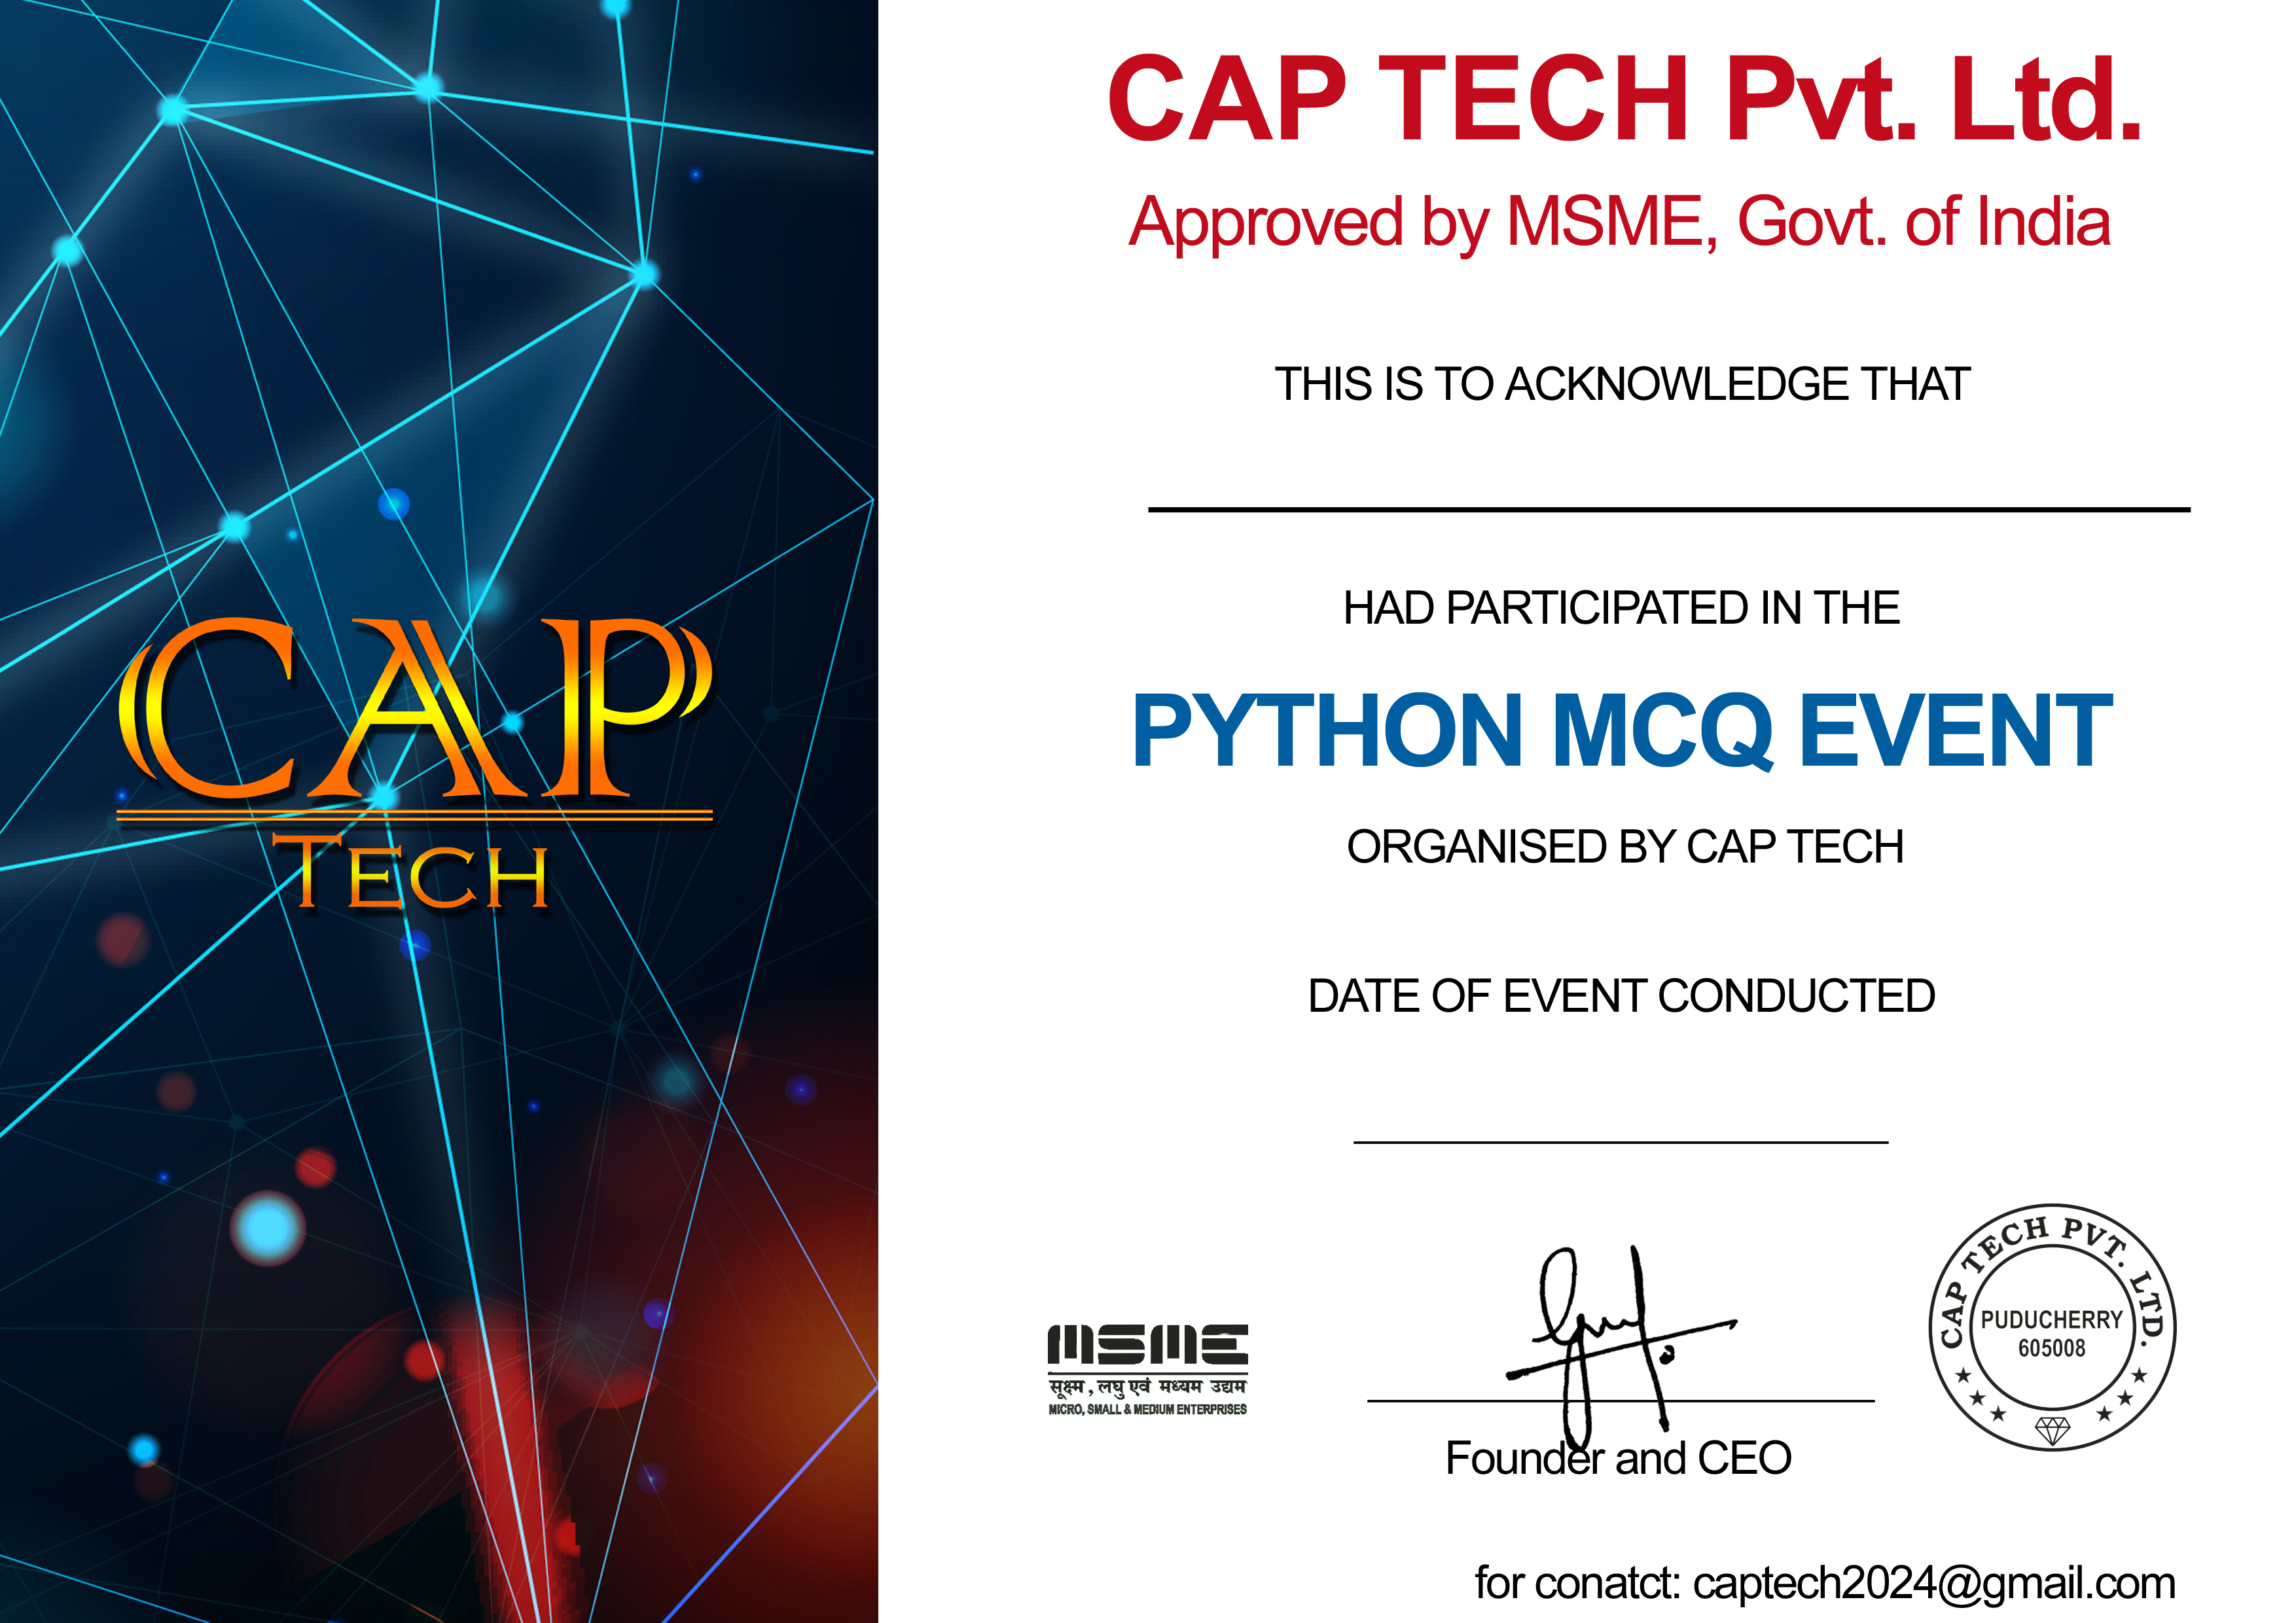 CAP
TECH
CAP TECH Pvt. Ltd.
Approved by MSME, Govt. of India
THIS IS TO ACKNOWLEDGE THAT
HAD PARTICIPATED IN THE
PYTHON MCQ EVENT
ORGANISED BY CAP TECH
DATE OF EVENT CONDUCTED
MSME
सूक्ष्म, लघु एवं मध्यम उद्यम
MICRO, SMALL & MEDIUM ENTERPRISES
Founder and CEO
CAP TECH PVT. LTD.
PUDUCHERRY
605008
for conatct: captech2024@gmail.com